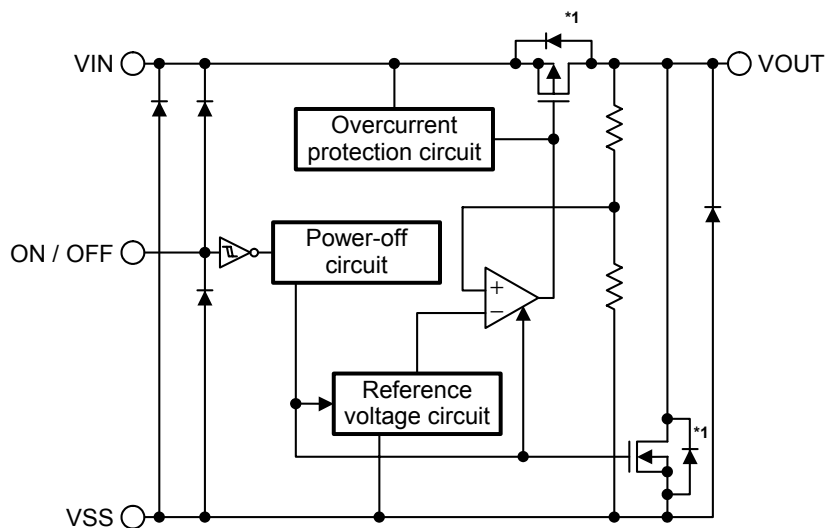 *1
VIN
VOUT
Overcurrent
protection circuit
ON / OFF
Power-off
circuit
+
−
Reference
voltage circuit
*1
VSS